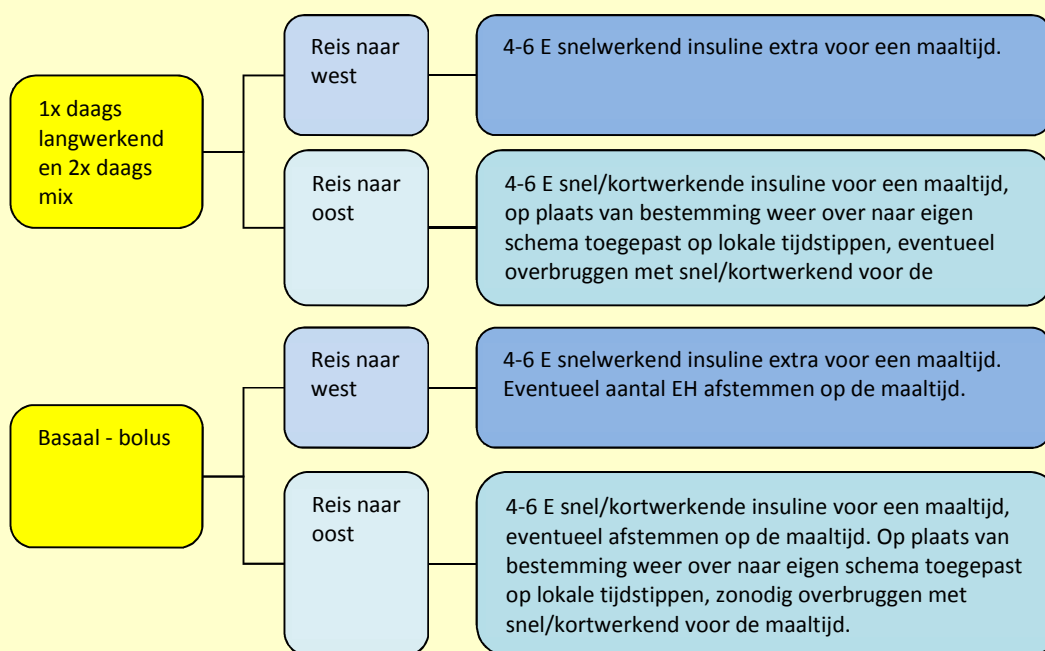 1x daags
langwerkend
en 2x daags
mix
Reis naar
west
4-6 E snelwerkend insuline extra voor een maaltijd.
Reis naar
oost
4-6 E snel/kortwerkende insuline voor een maaltijd,
op plaats van bestemming weer over naar eigen
schema toegepast op lokale tijdstippen, eventueel
overbruggen met snel/kortwerkend voor de
Basaal - bolus
Reis naar
west
4-6 E snelwerkend insuline extra voor een maaltijd.
Eventueel aantal EH afstemmen op de maaltijd.
Reis naar
oost
4-6 E snel/kortwerkende insuline voor een maaltijd,
eventueel afstemmen op de maaltijd. Op plaats van
bestemming weer over naar eigen schema toegepast
op lokale tijdstippen, zonodig overbruggen met
snel/kortwerkend voor de maaltijd.